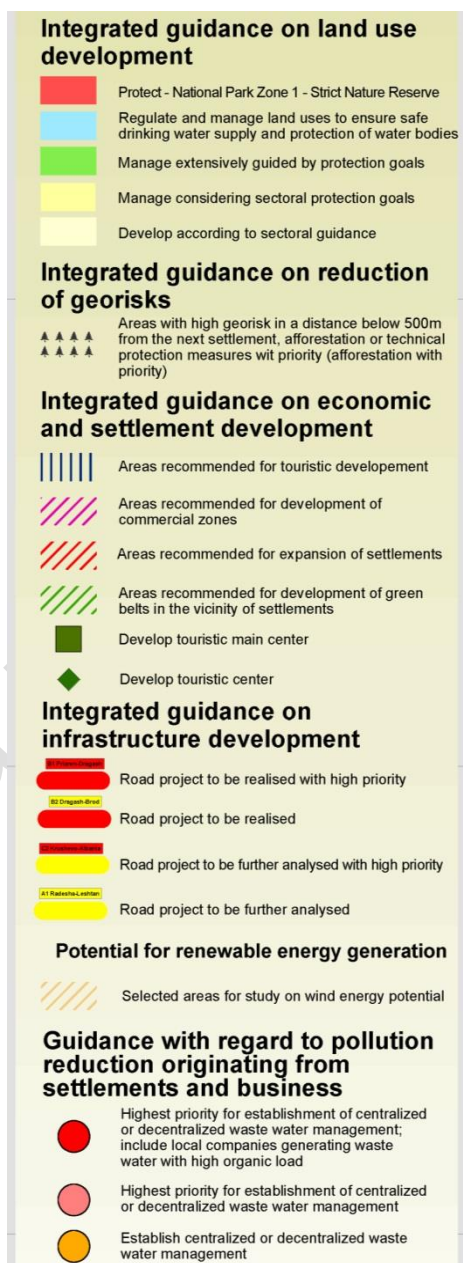 Integrated guidance on land use
development
Protect - National Park Zone 1 - Strict Nature Reserve
Regulate and manage land uses to ensure safe
drinking water supply and protection of water bodies
Manage extensively guided by protection goals
Manage considering sectoral protection goals
Develop according to sectoral guidance
Integrated guidance on reduction
of georisks
Areas with high georisk in a distance below 500m
from the next settlement, afforestation or technical
protection measures wit priority (afforestation with
priority)
Integrated guidance on economic
and settlement development
Areas recommended for touristic developement
Areas recommended for development of
commercial zones
Areas recommended for expansion of settlements
Areas recommended for development of green
belts in the vicinity of settlements
Develop touristic main center
Develop touristic center
Integrated guidance on
infrastructure development
Road project to be realised with high priority
B2 Dragash-Brod
Road project to be realised
Road project to be further analysed with high priority
A1 Radesha-Leshtan
Road project to be further analysed
Potential for renewable energy generation
Selected areas for study on wind energy potential
Guidance with regard to pollution
reduction originating from
settlements and business
Highest priority for establishment of centralized
or decentralized waste water management;
include local companies generating waste
water with high organic load
Highest priority for establishment of centralized
or decentralized waste water management
Establish centralized or decentralized waste
water management